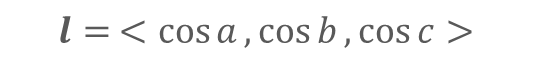 l = < cos a , cos b , cos c >